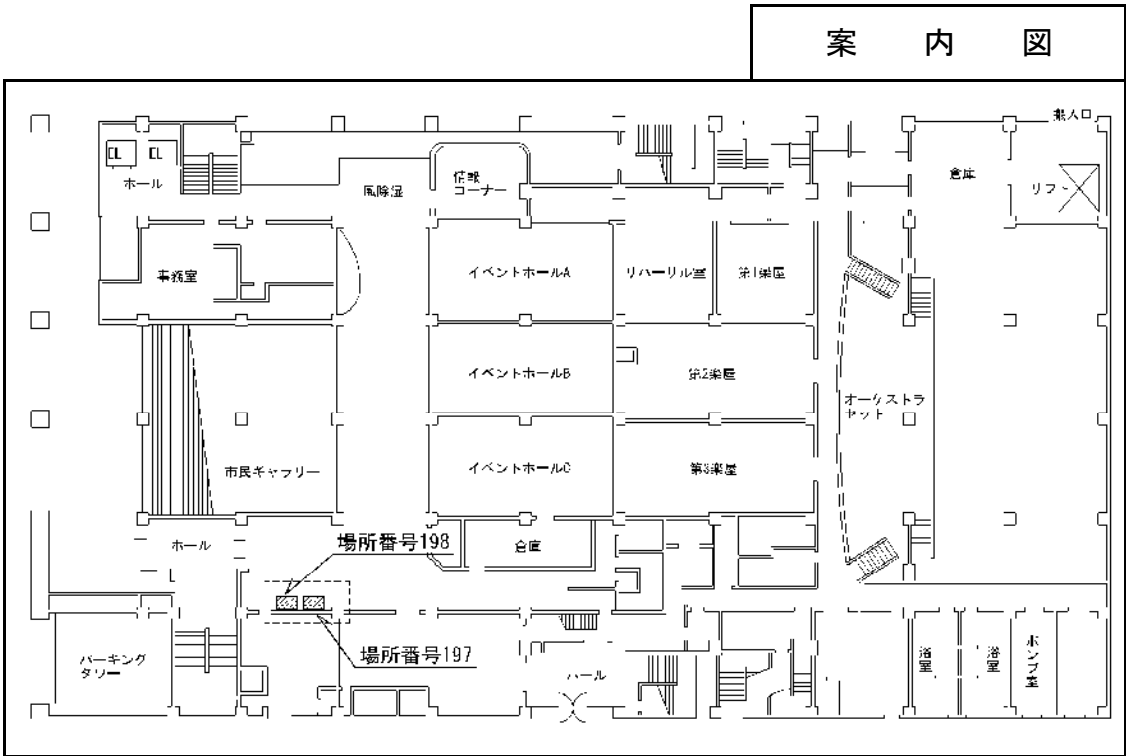 案 内 図
搬入口
EL
EL
ホール
風除湿
情報
コーナー
倉庫
リフト
事務室
イベントホールA
リハーリル室
第1楽屋
イベントホールB
第2楽屋
オーケストラ
ヤット
市民ギャラリー
イベントホールC
第3楽屋
ホール
場所番号198
倉庫
パーキング
タリー
場所番号197
ホール
浴室
浴室
ポンプ室